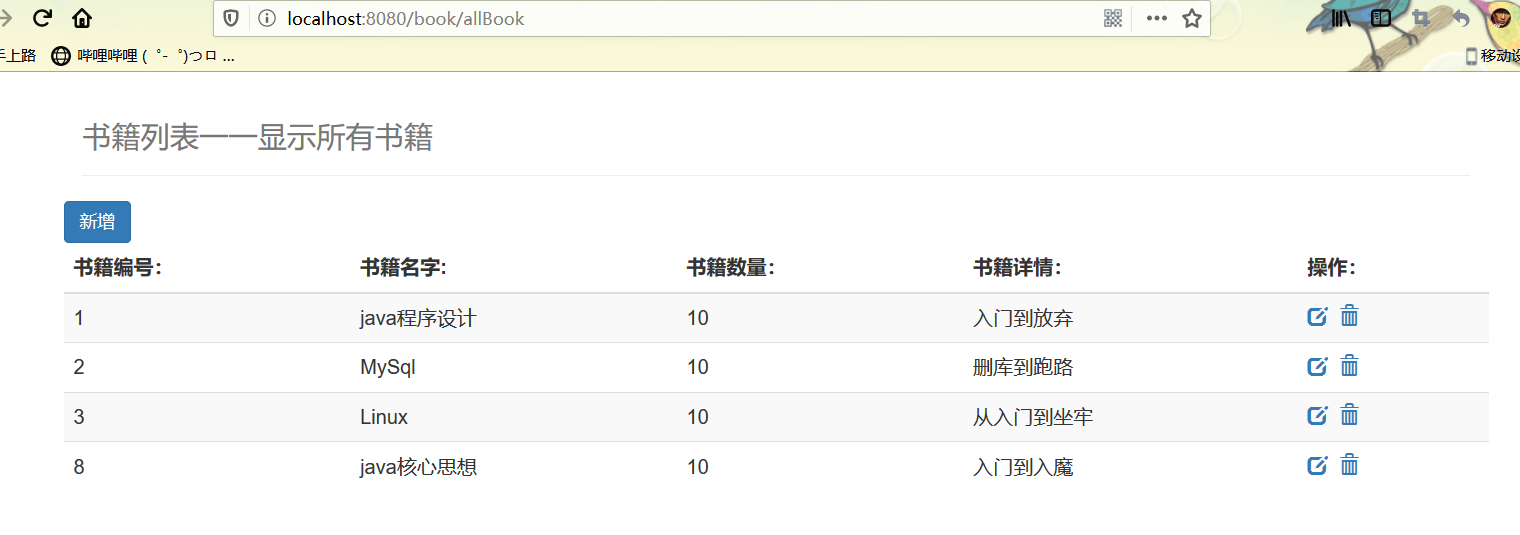 localhost:8080/book/allBook
手上路 哔哩哔哩 ( ゜- ゜)つロ ... 移动设
书籍列表一一显示所有书籍
新增
书籍编号： 书籍名字: 书籍数量： 书籍详情： 操作：
1 java程序设计 10 入门到放弃
2 MySql 10 删库到跑路
3 Linux 10 从入门到坐牢
8 java核心思想 10 入门到入魔